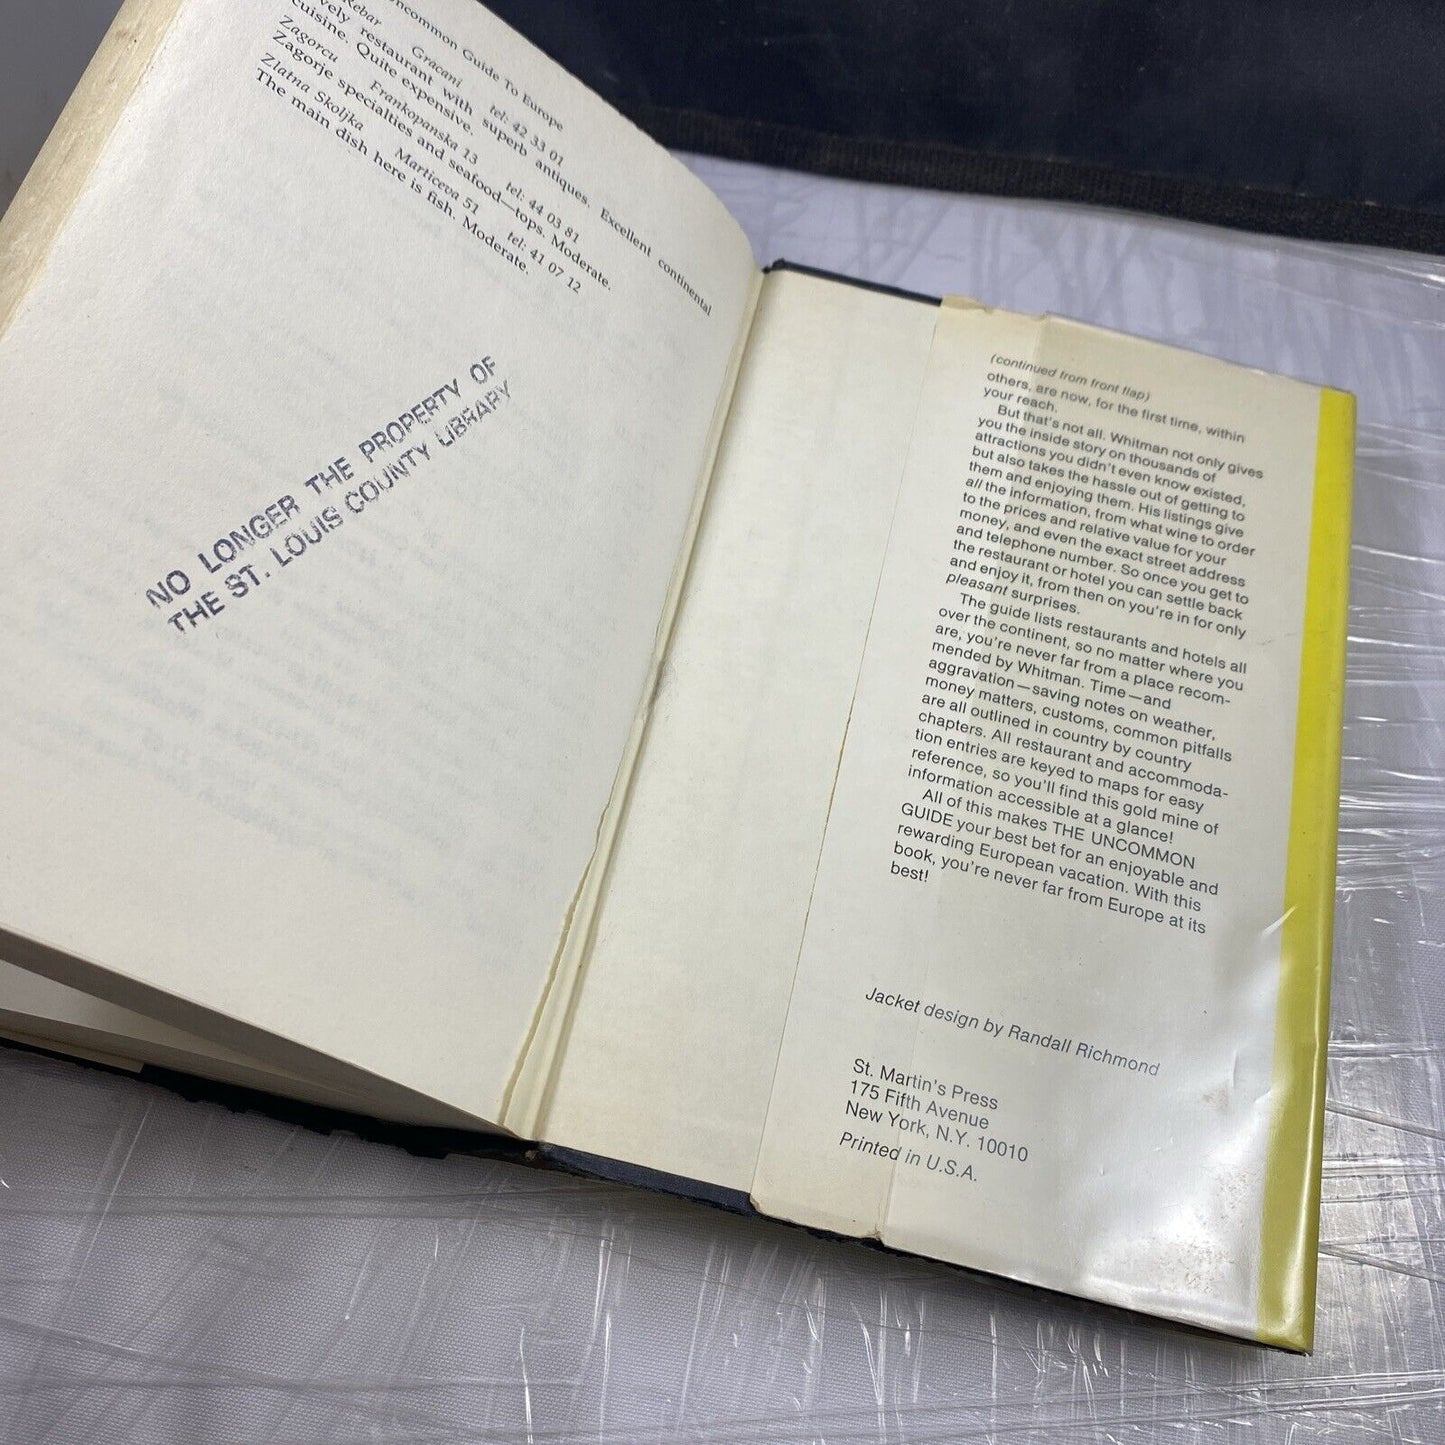 Uncommon Guide To Europe
Rebar Gracani tel: 42 33 01
vely restaurant with superb antiques. Excellent continental
cuisine. Quite expensive.
Zagorcu Frankopanska 13 tel: 44 03 81
Zagorje specialties and seafood—tops. Moderate.
Zlatna Skoljka Marticeva 51 tel: 41 07 12
The main dish here is fish. Moderate.
NO LONGER THE PROPERTY OF
THE ST. LOUIS COUNTY LIBRARY
(continued from front flap)
others, are now, for the first time, within
your reach.
But that's not all. Whitman not only gives
you the inside story on thousands of
attractions you didn't even know existed,
but also takes the hassle out of getting to
them and enjoying them. His listings give
all the information, from what wine to order
to the prices and relative value for your
money, and even the exact street address
and telephone number. So once you get to
the restaurant or hotel you can settle back
and enjoy it, from then on you're in for only
pleasant surprises.
The guide lists restaurants and hotels all
over the continent, so no matter where you
are, you're never far from a place recom-
mended by Whitman. Time—and
aggravation—saving notes on weather,
money matters, customs, common pitfalls
are all outlined in country by country
chapters. All restaurant and accommoda-
tion entries are keyed to maps for easy
reference, so you'll find this gold mine of
information accessible at a glance!
All of this makes THE UNCOMMON
GUIDE your best bet for an enjoyable and
rewarding European vacation. With this
book, you're never far from Europe at its
best!
Jacket design by Randall Richmond
St. Martin's Press
175 Fifth Avenue
New York, N.Y. 10010
Printed in U.S.A.